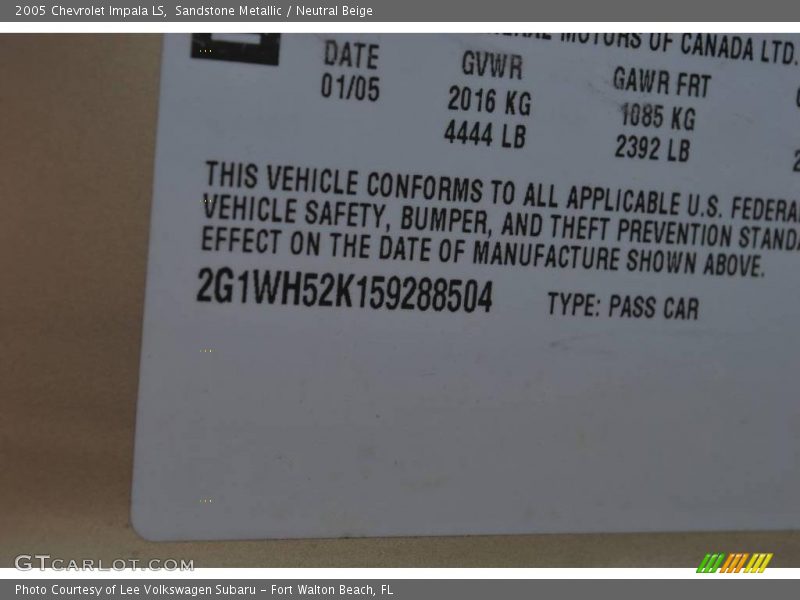 2005 Chevrolet Impala LS, Sandstone Metallic / Neutral Beige
MOTORS OF CANADA LTD.
DATE GVWR GAWR FRT
01/05 2016 KG 1085 KG
4444 LB 2392 LB
THIS VEHICLE CONFORMS TO ALL APPLICABLE U.S. FEDERA
VEHICLE SAFETY, BUMPER, AND THEFT PREVENTION STANDA
EFFECT ON THE DATE OF MANUFACTURE SHOWN ABOVE.
2G1WH52K159288504 TYPE: PASS CAR
GTCARLOT.COM
Photo Courtesy of Lee Volkswagen Subaru - Fort Walton Beach, FL